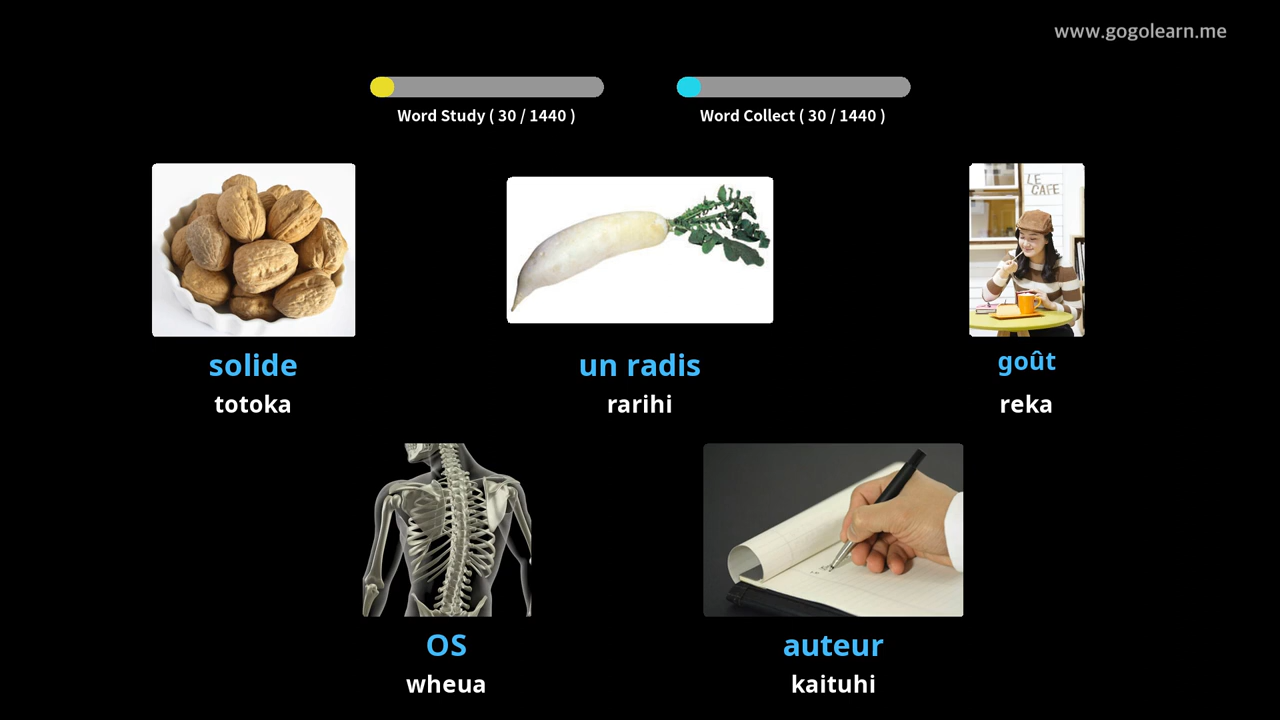 www.gogolearn.me
Word Study ( 30 / 1440 )
Word Collect ( 30 / 1440 )
LE
CAFE
solide
totoka
un radis
rarihi
goût
reka
OS
wheua
auteur
kaituhi